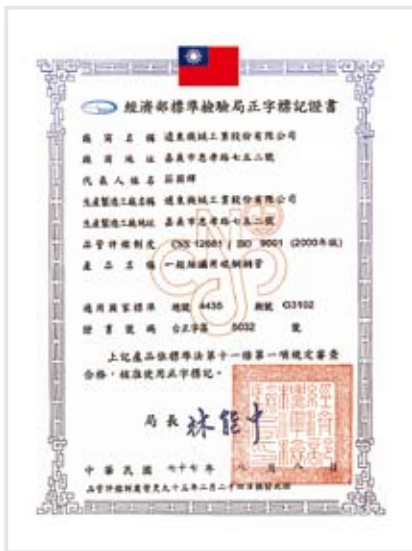 經濟部標準檢驗局正字標記證書
廠商名稱 遠東機械工業股份有限公司
廠商地址 嘉義市忠孝路七五二號
代表人姓名 莊國輝
生產製造工廠名稱 遠東機械工業股份有限公司
生產製造工廠地址 嘉義市忠孝路七五二號
品管評鑑制度 CNS 12681 / ISO 9001 (2000年版)
產品名稱 一般結構用碳鋼鋼管
適用國家標準 總號 4435 類號 G3102
證書號碼 台正字第 5032 號
上記產品依標準法第十一條第一項規定審查
合格，核准使用正字標記。
局長 林能中
中華民國 七十七年 八月 八日